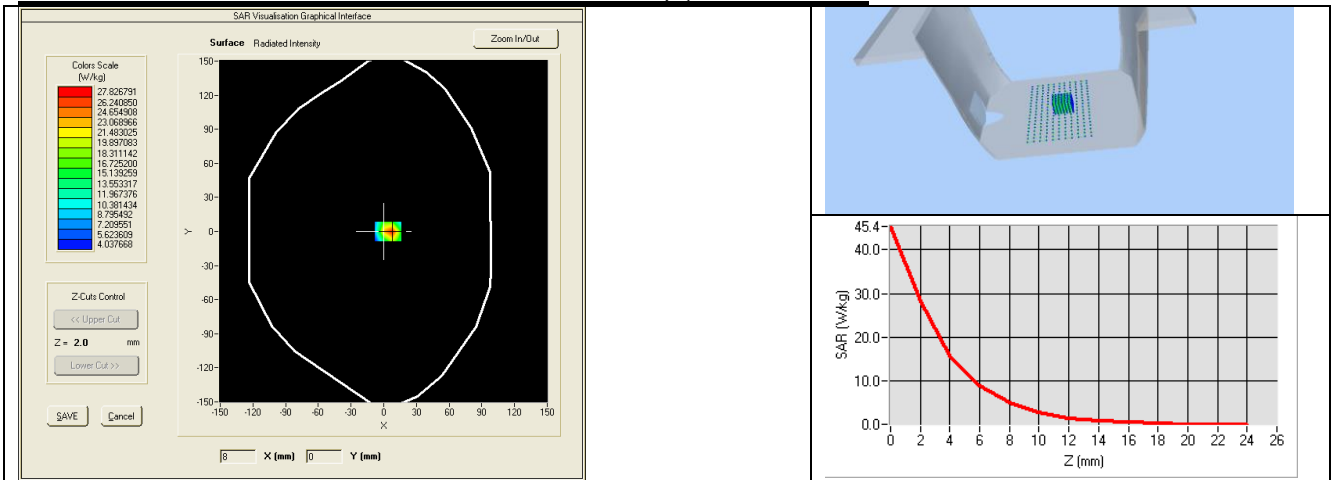 SAR Visualisation Graphical Interface
Surface Radiated Intensity
Zoom In/Out
Colors Scale
(W/kg)
27.826791
26.240850
24.654908
23.068966
21.483025
19.897083
18.311142
16.725200
15.139259
13.553317
11.967376
10.381434
8.795492
7.209551
5.623609
4.037668
150-
120-
90-
60-
30-
0-
-30-
-60-
-90-
-120-
-150-
Y
-150 -120 -90 -60 -30 0 30 60 90 120 150
X
Z-Cuts Control
<< Upper Cut
Z = 2.0 mm
Lower Cut >>
SAVE Cancel
8 X (mm) 0 Y (mm)
45.4-
40.0-
30.0-
20.0-
10.0-
0.0-
SAR (W/kg)
0 2 4 6 8 10 12 14 16 18 20 22 24 26
Z (mm)